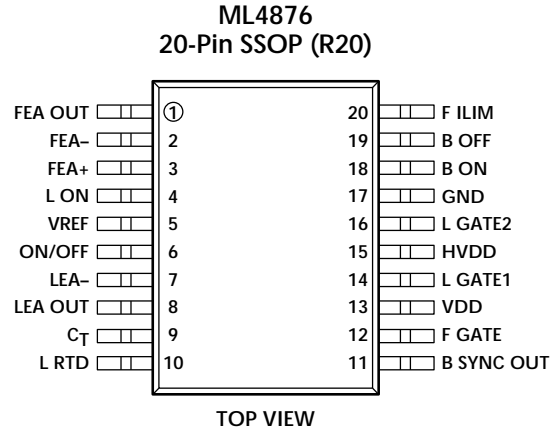 ML4876
20-Pin SSOP (R20)
FEA OUT 1 20 F ILIM
FEA– 2 19 B OFF
FEA+ 3 18 B ON
L ON 4 17 GND
VREF 5 16 L GATE2
ON/OFF 6 15 HVDD
LEA– 7 14 L GATE1
LEA OUT 8 13 VDD
CT 9 12 F GATE
L RTD 10 11 B SYNC OUT
TOP VIEW